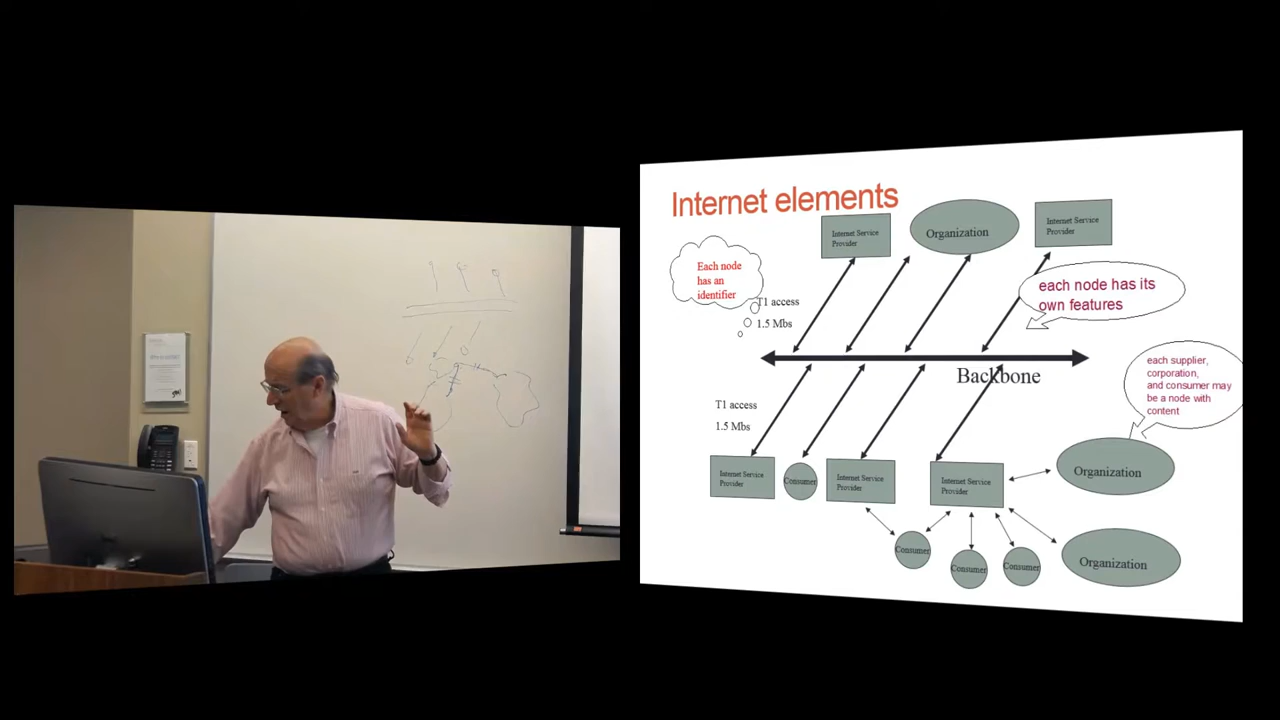 Internet elements
Internet Service
Provider
Organization
Internet Service
Provider
Each node
has an
identifier
each node has its
own features
T1 access
1.5 Mbs
Backbone
each supplier,
corporation,
and consumer may
be a node with
content
T1 access
1.5 Mbs
Internet Service
Provider
Consumer
Internet Service
Provider
Internet Service
Provider
Organization
Consumer
Consumer
Consumer
Organization